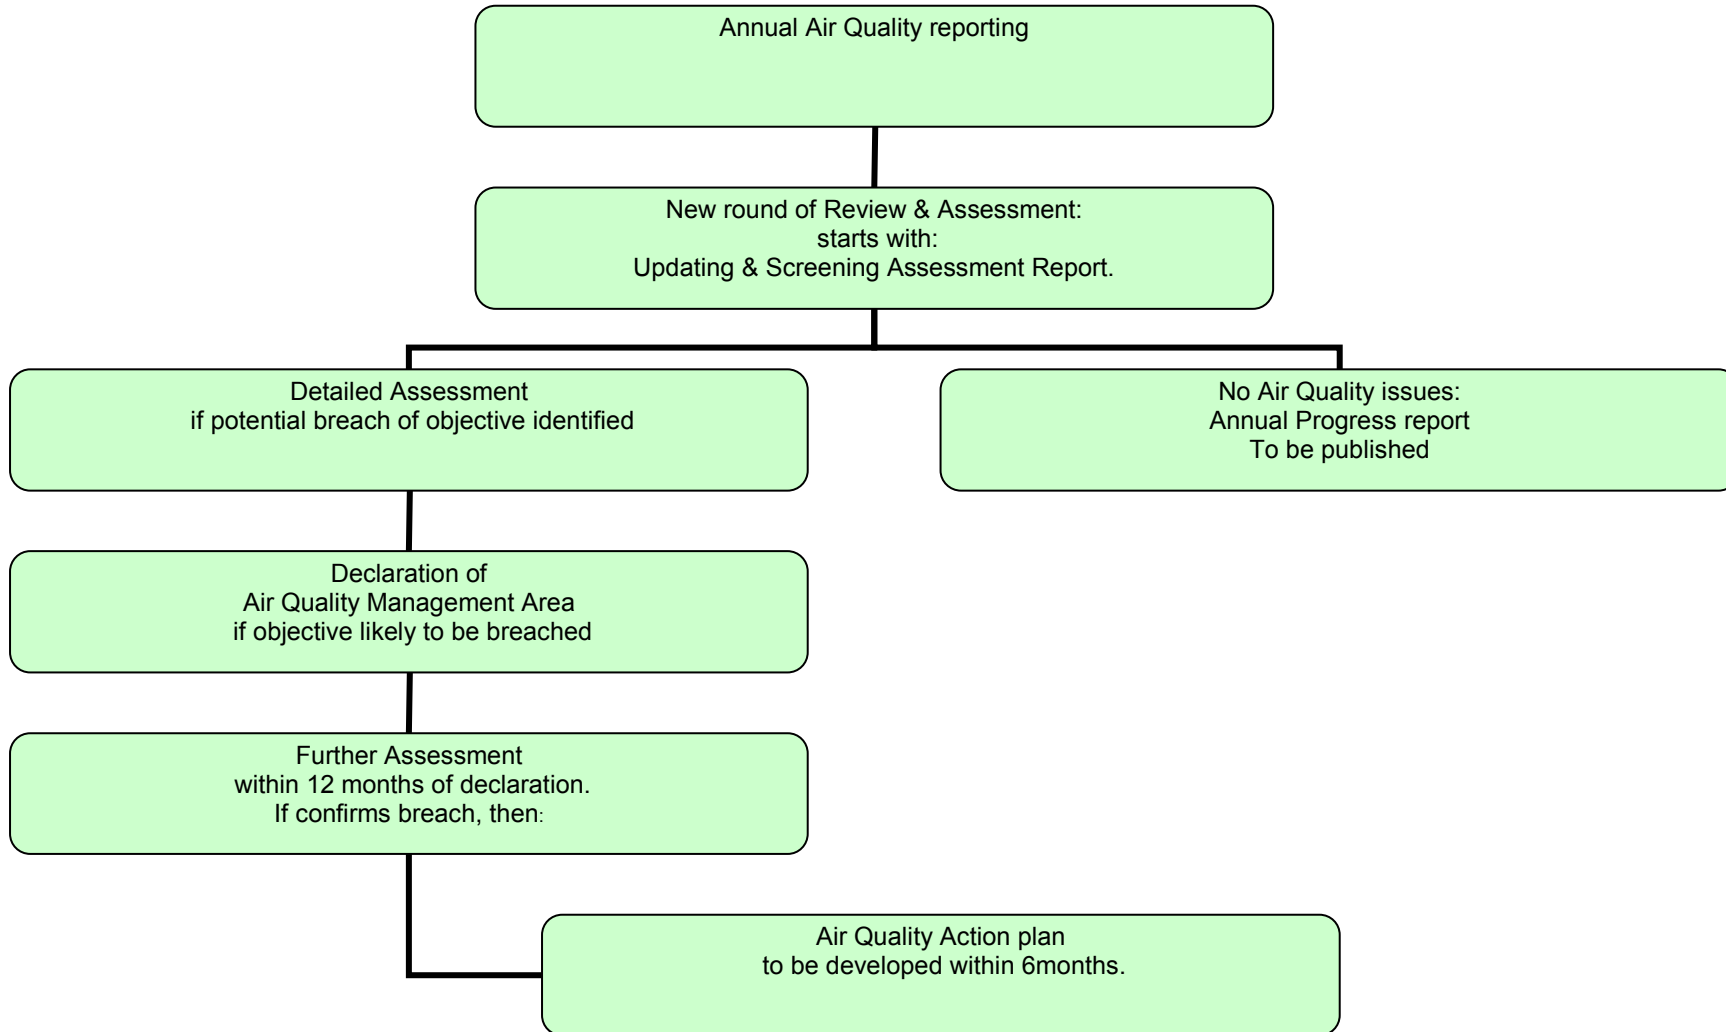 Annual Air Quality reporting
New round of Review & Assessment:
starts with:
Updating & Screening Assessment Report.
Detailed Assessment
if potential breach of objective identified
No Air Quality issues:
Annual Progress report
To be published
Declaration of
Air Quality Management Area
if objective likely to be breached
Further Assessment
within 12 months of declaration.
If confirms breach, then:
Air Quality Action plan
to be developed within 6months.